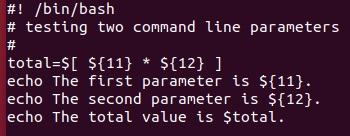 #! /bin/bash
# testing two command line parameters
#
total=$[ ${11} * ${12} ]
echo The first parameter is ${11}.
echo The second parameter is ${12}.
echo The total value is $total.